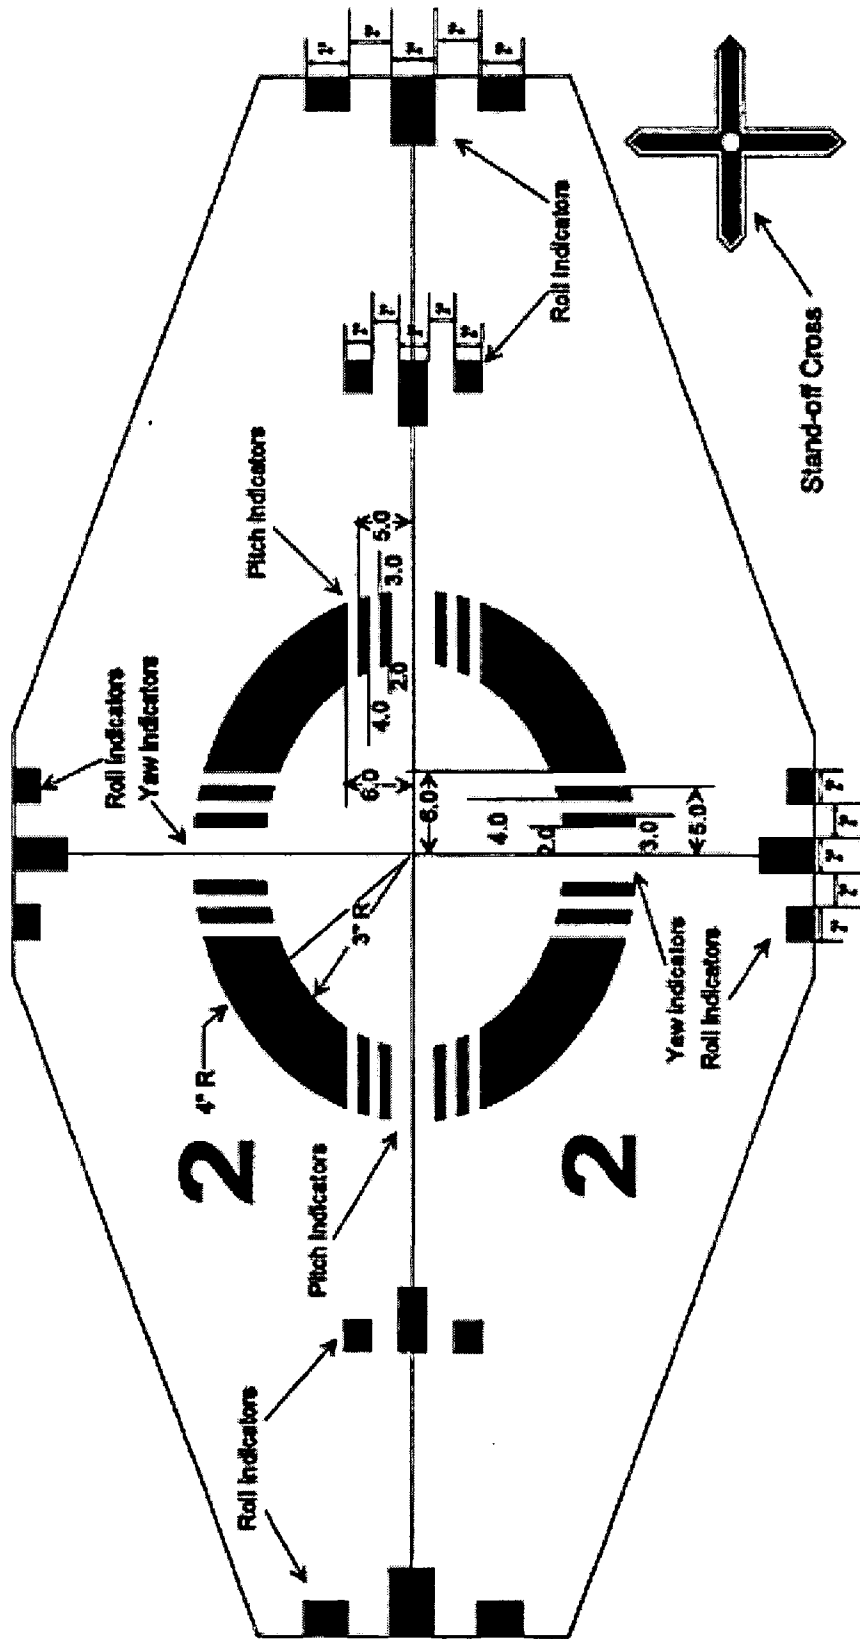 Roll Indicators
Yaw Indicators
2
4" R
Roll Indicators
Pitch Indicators
Pitch Indicators
3" R
6.0
4.0
5.0
2.0
3.0
6.0
4.0
2.0
Roll Indicators
2
3.0
Yaw Indicators
5.0
Roll Indicators
Stand-off Cross